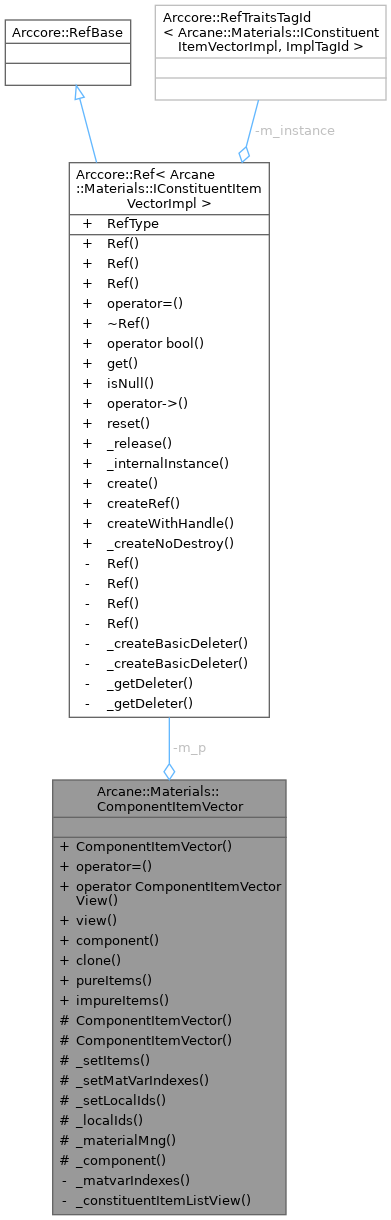 Arccore::RefBase
Arccore::RefTraitsTagId
< Arcane::Materials::IConstituent
ItemVectorImpl, ImplTagId >
-m_instance
Arccore::Ref< Arcane
::Materials::IConstituentItem
VectorImpl >
+ RefType
+ Ref()
+ Ref()
+ Ref()
+ operator=()
+ ~Ref()
+ operator bool()
+ get()
+ isNull()
+ operator->()
+ reset()
+ _release()
+ _internalInstance()
+ create()
+ createRef()
+ createWithHandle()
+ _createNoDestroy()
- Ref()
- Ref()
- Ref()
- Ref()
- _createBasicDeleter()
- _createBasicDeleter()
- _getDeleter()
- _getDeleter()
-m_p
Arcane::Materials::
ComponentItemVector
+ ComponentItemVector()
+ operator=()
+ operator ComponentItemVector
View()
+ view()
+ component()
+ clone()
+ pureItems()
+ impureItems()
# ComponentItemVector()
# ComponentItemVector()
# _setItems()
# _setMatVarIndexes()
# _setLocalIds()
# _localIds()
# _materialMng()
# _component()
- _matvarIndexes()
- _constituentItemListView()